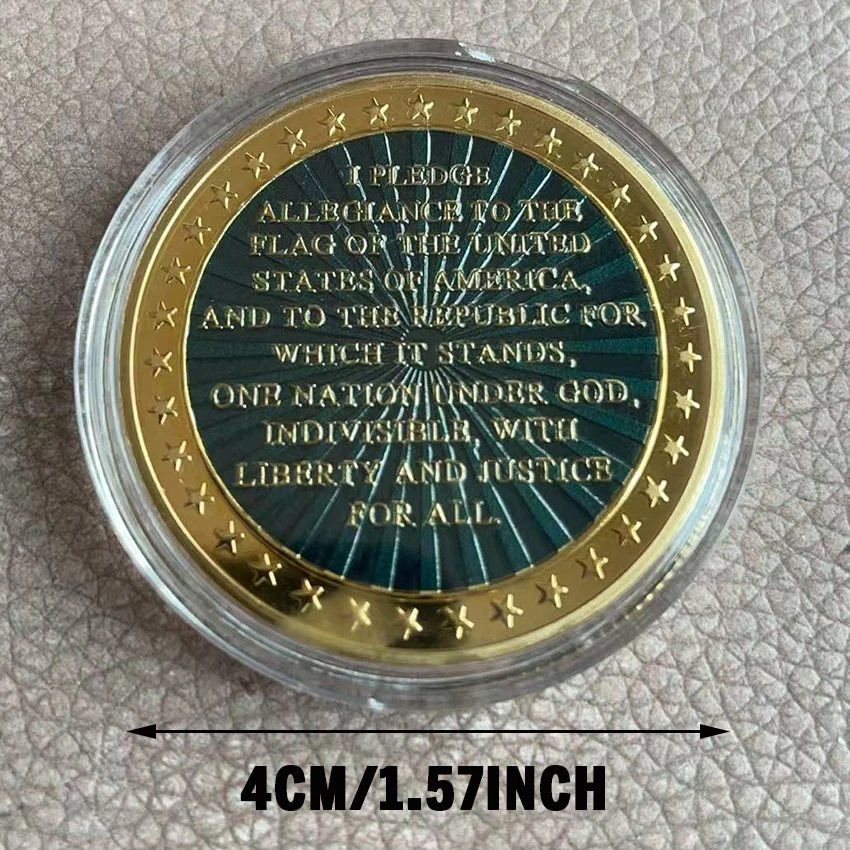 I PLEDGE
ALLEGIANCE TO THE
FLAG OF THE UNITED
STATES OF AMERICA,
AND TO THE REPUBLIC FOR
WHICH IT STANDS,
ONE NATION UNDER GOD,
INDIVISIBLE, WITH
LIBERTY AND JUSTICE
FOR ALL.
4CM/1.57INCH